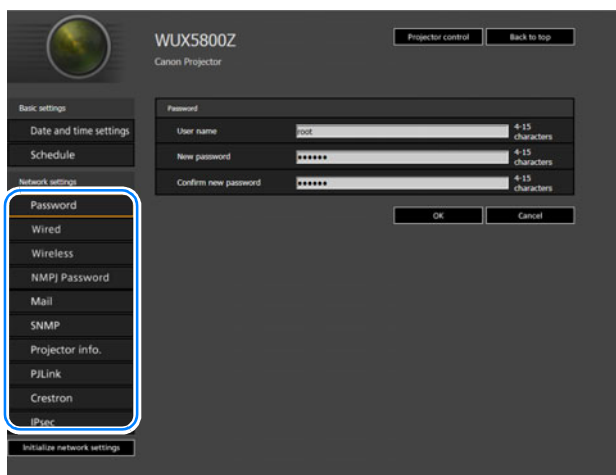 WUX5800Z
Projector control
Back to top
Canon Projector
Basic settings
Date and time settings
Schedule
Network settings
Password
Wired
Wireless
NMPJ Password
Mail
SNMP
Projector info.
PJLink
Crestron
IPsec
Initialize network settings
Password
User name
root
4-15
characters
New password
••••••
4-15
characters
Confirm new password
••••••
4-15
characters
OK
Cancel